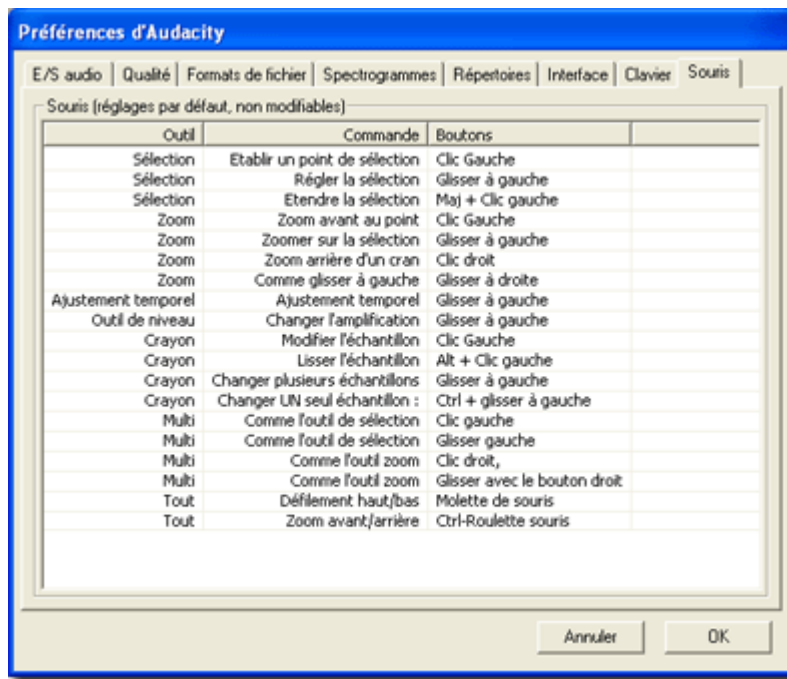 Préférences d'Audacity
E/S audio Qualité Formats de fichier Spectrogrammes Répertoires Interface Clavier Souris
Souris (réglages par défaut, non modifiables)
Outil Commande Boutons
Sélection Etablir un point de sélection Clic Gauche
Sélection Régler la sélection Glisser à gauche
Sélection Etendre la sélection Maj + Clic gauche
Zoom Zoom avant au point Clic Gauche
Zoom Zoomer sur la sélection Glisser à gauche
Zoom Zoom arrière d'un cran Clic droit
Zoom Comme glisser à gauche Glisser à droite
Ajustement temporel Ajustement temporel Glisser à gauche
Outil de niveau Changer l'amplification Glisser à gauche
Crayon Modifier l'échantillon Clic Gauche
Crayon Lisser l'échantillon Alt + Clic gauche
Crayon Changer plusieurs échantillons Glisser à gauche
Crayon Changer UN seul échantillon : Ctrl + glisser à gauche
Multi Comme l'outil de sélection Clic gauche
Multi Comme l'outil de sélection Glisser gauche
Multi Comme l'outil zoom Clic droit,
Multi Comme l'outil zoom Glisser avec le bouton droit
Tout Défilement haut/bas Molette de souris
Tout Zoom avant/arrière Ctrl-Roulette souris
Annuler OK